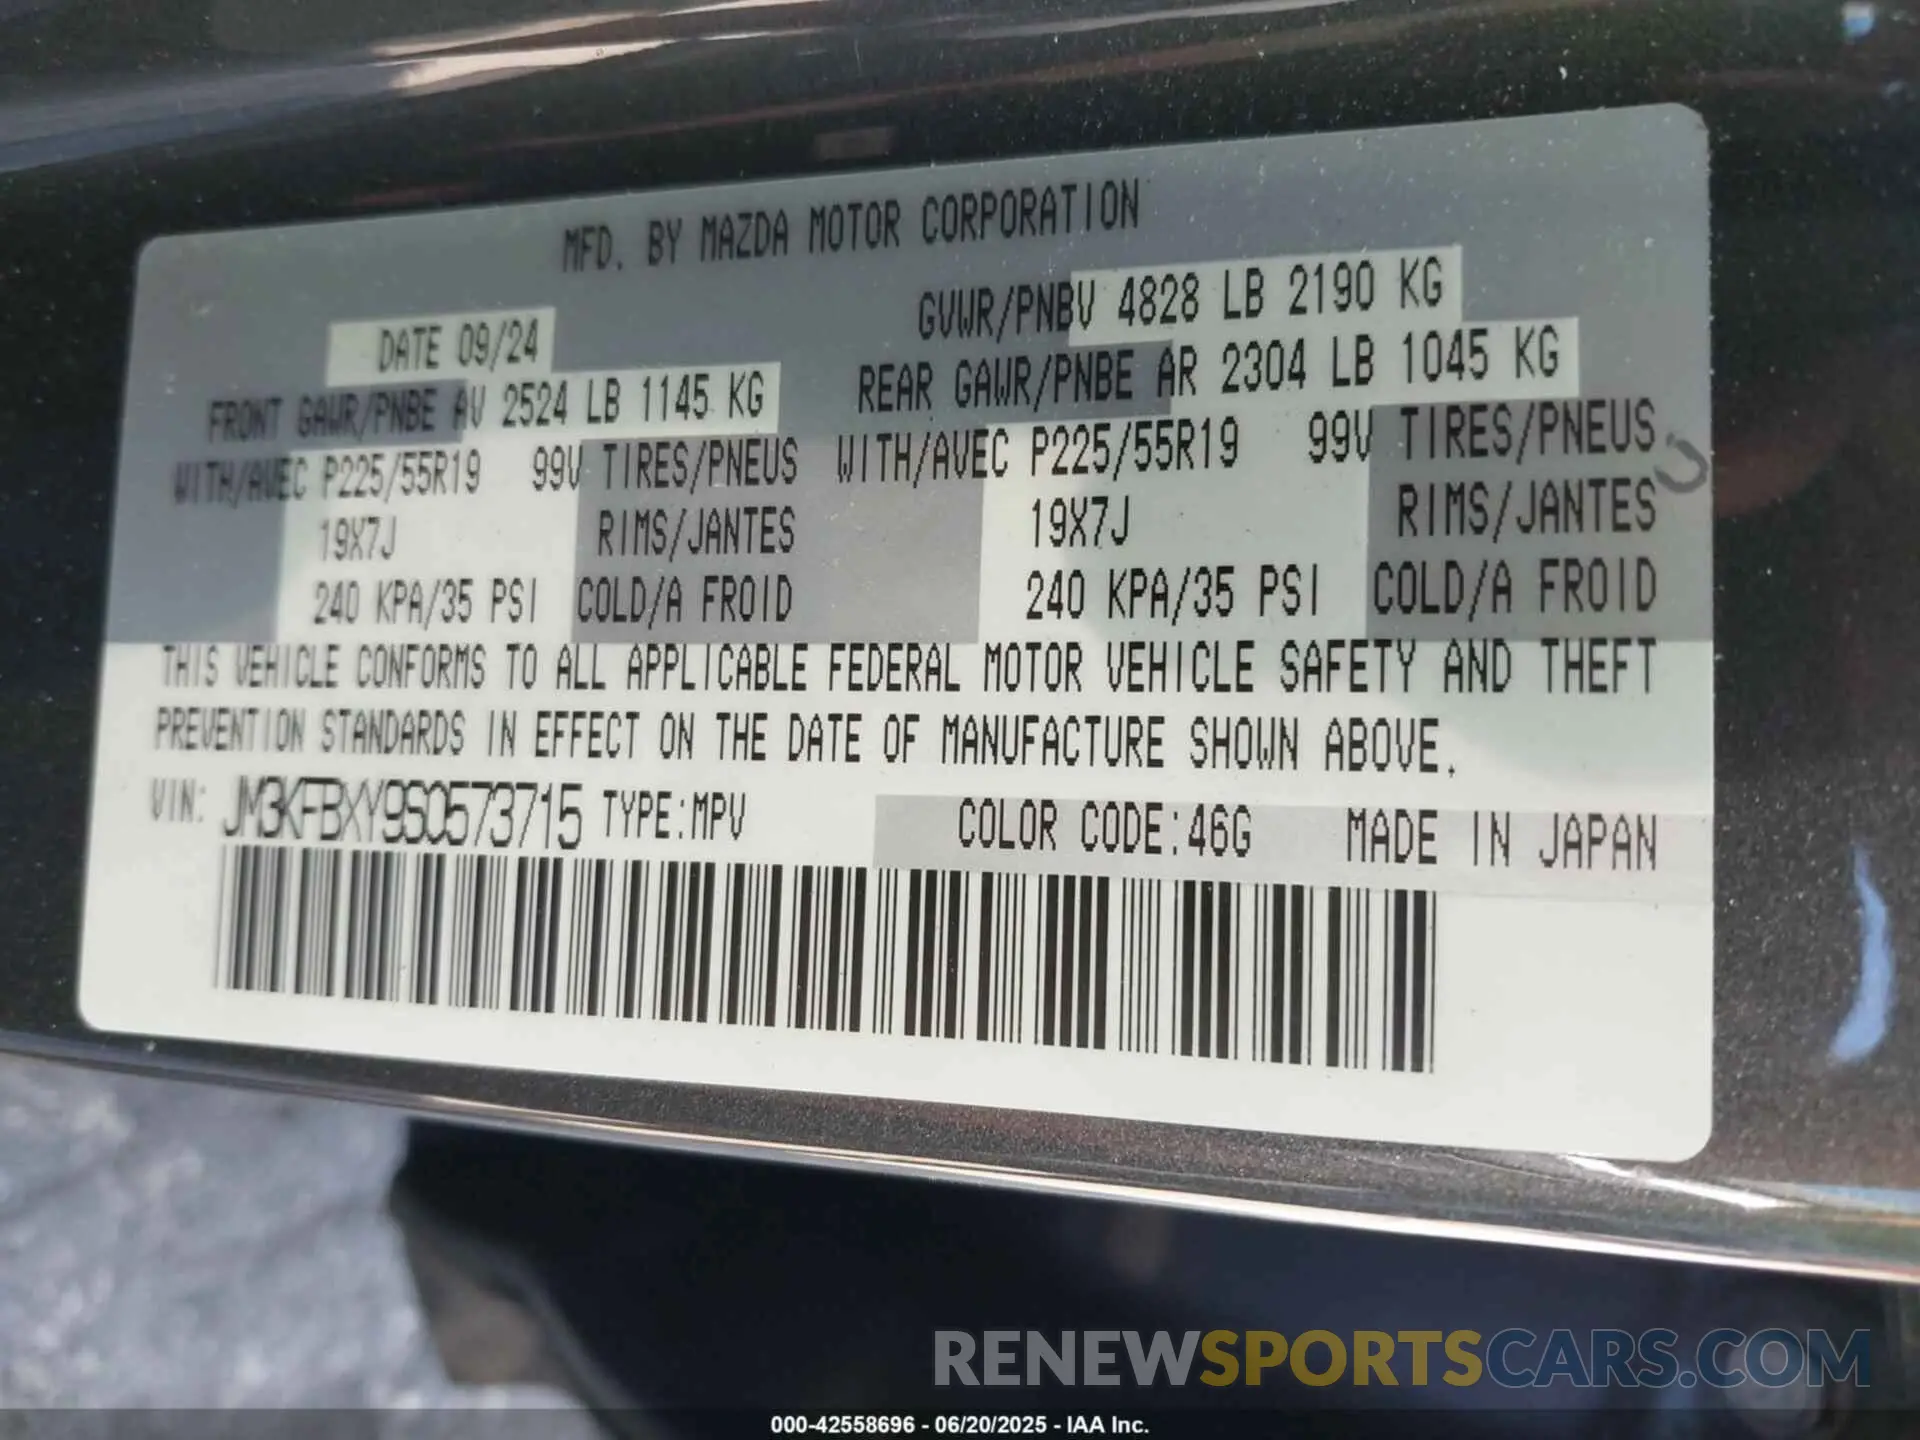 MFD. BY MAZDA MOTOR CORPORATION
DATE 09/24
GVWR/PNBV 4828 LB 2190 KG
FRONT GAWR/PNBE AV 2524 LB 1145 KG
REAR GAWR/PNBE AR 2304 LB 1045 KG
WITH/AVEC P225/55R19 99V TIRES/PNEUS WITH/AVEC P225/55R19 99V TIRES/PNEUS
19X7J RIMS/JANTES 19X7J RIMS/JANTES
240 KPA/35 PSI COLD/A FROID 240 KPA/35 PSI COLD/A FROID
THIS VEHICLE CONFORMS TO ALL APPLICABLE FEDERAL MOTOR VEHICLE SAFETY AND THEFT
PREVENTION STANDARDS IN EFFECT ON THE DATE OF MANUFACTURE SHOWN ABOVE.
VIN: JM3KFBXY9S0573715 TYPE:MPV COLOR CODE:46G MADE IN JAPAN
RENEWSPORTSCARS.COM
000-42558696 - 06/20/2025 - IAA Inc.